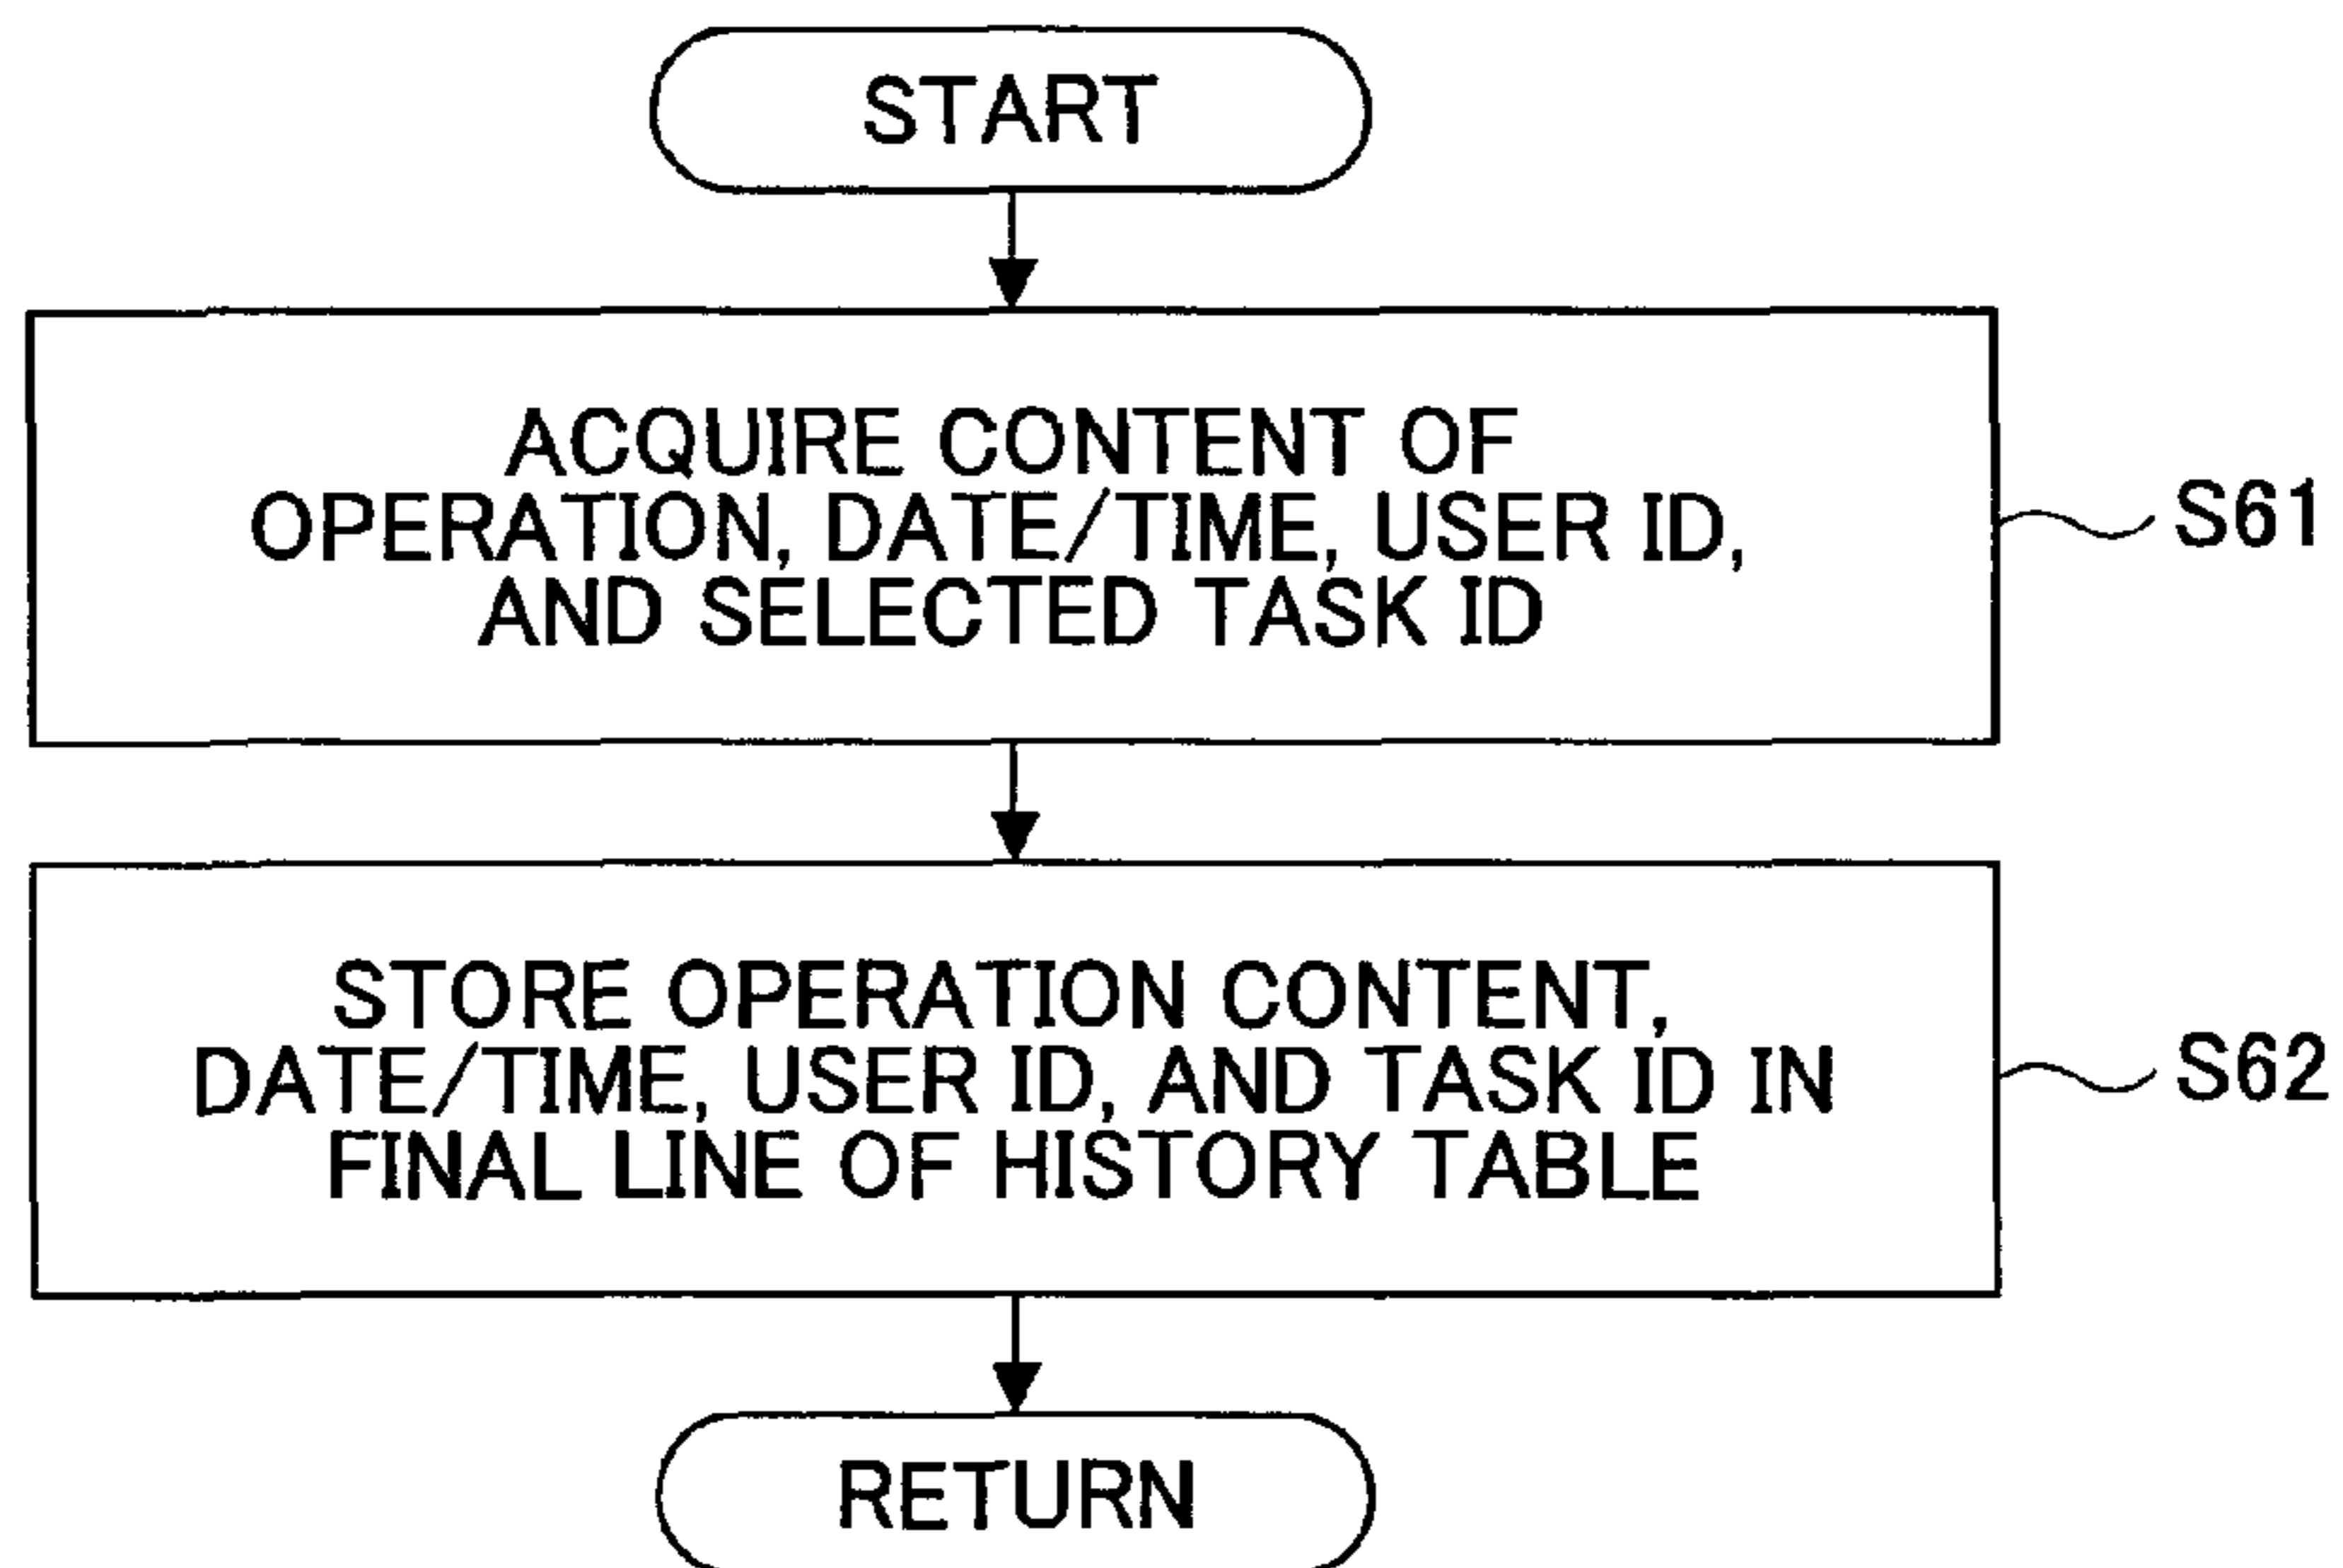 START
ACQUIRE CONTENT OF
OPERATION, DATE/TIME, USER ID,
AND SELECTED TASK ID
S61
STORE OPERATION CONTENT,
DATE/TIME, USER ID, AND TASK ID IN
FINAL LINE OF HISTORY TABLE
S62
RETURN